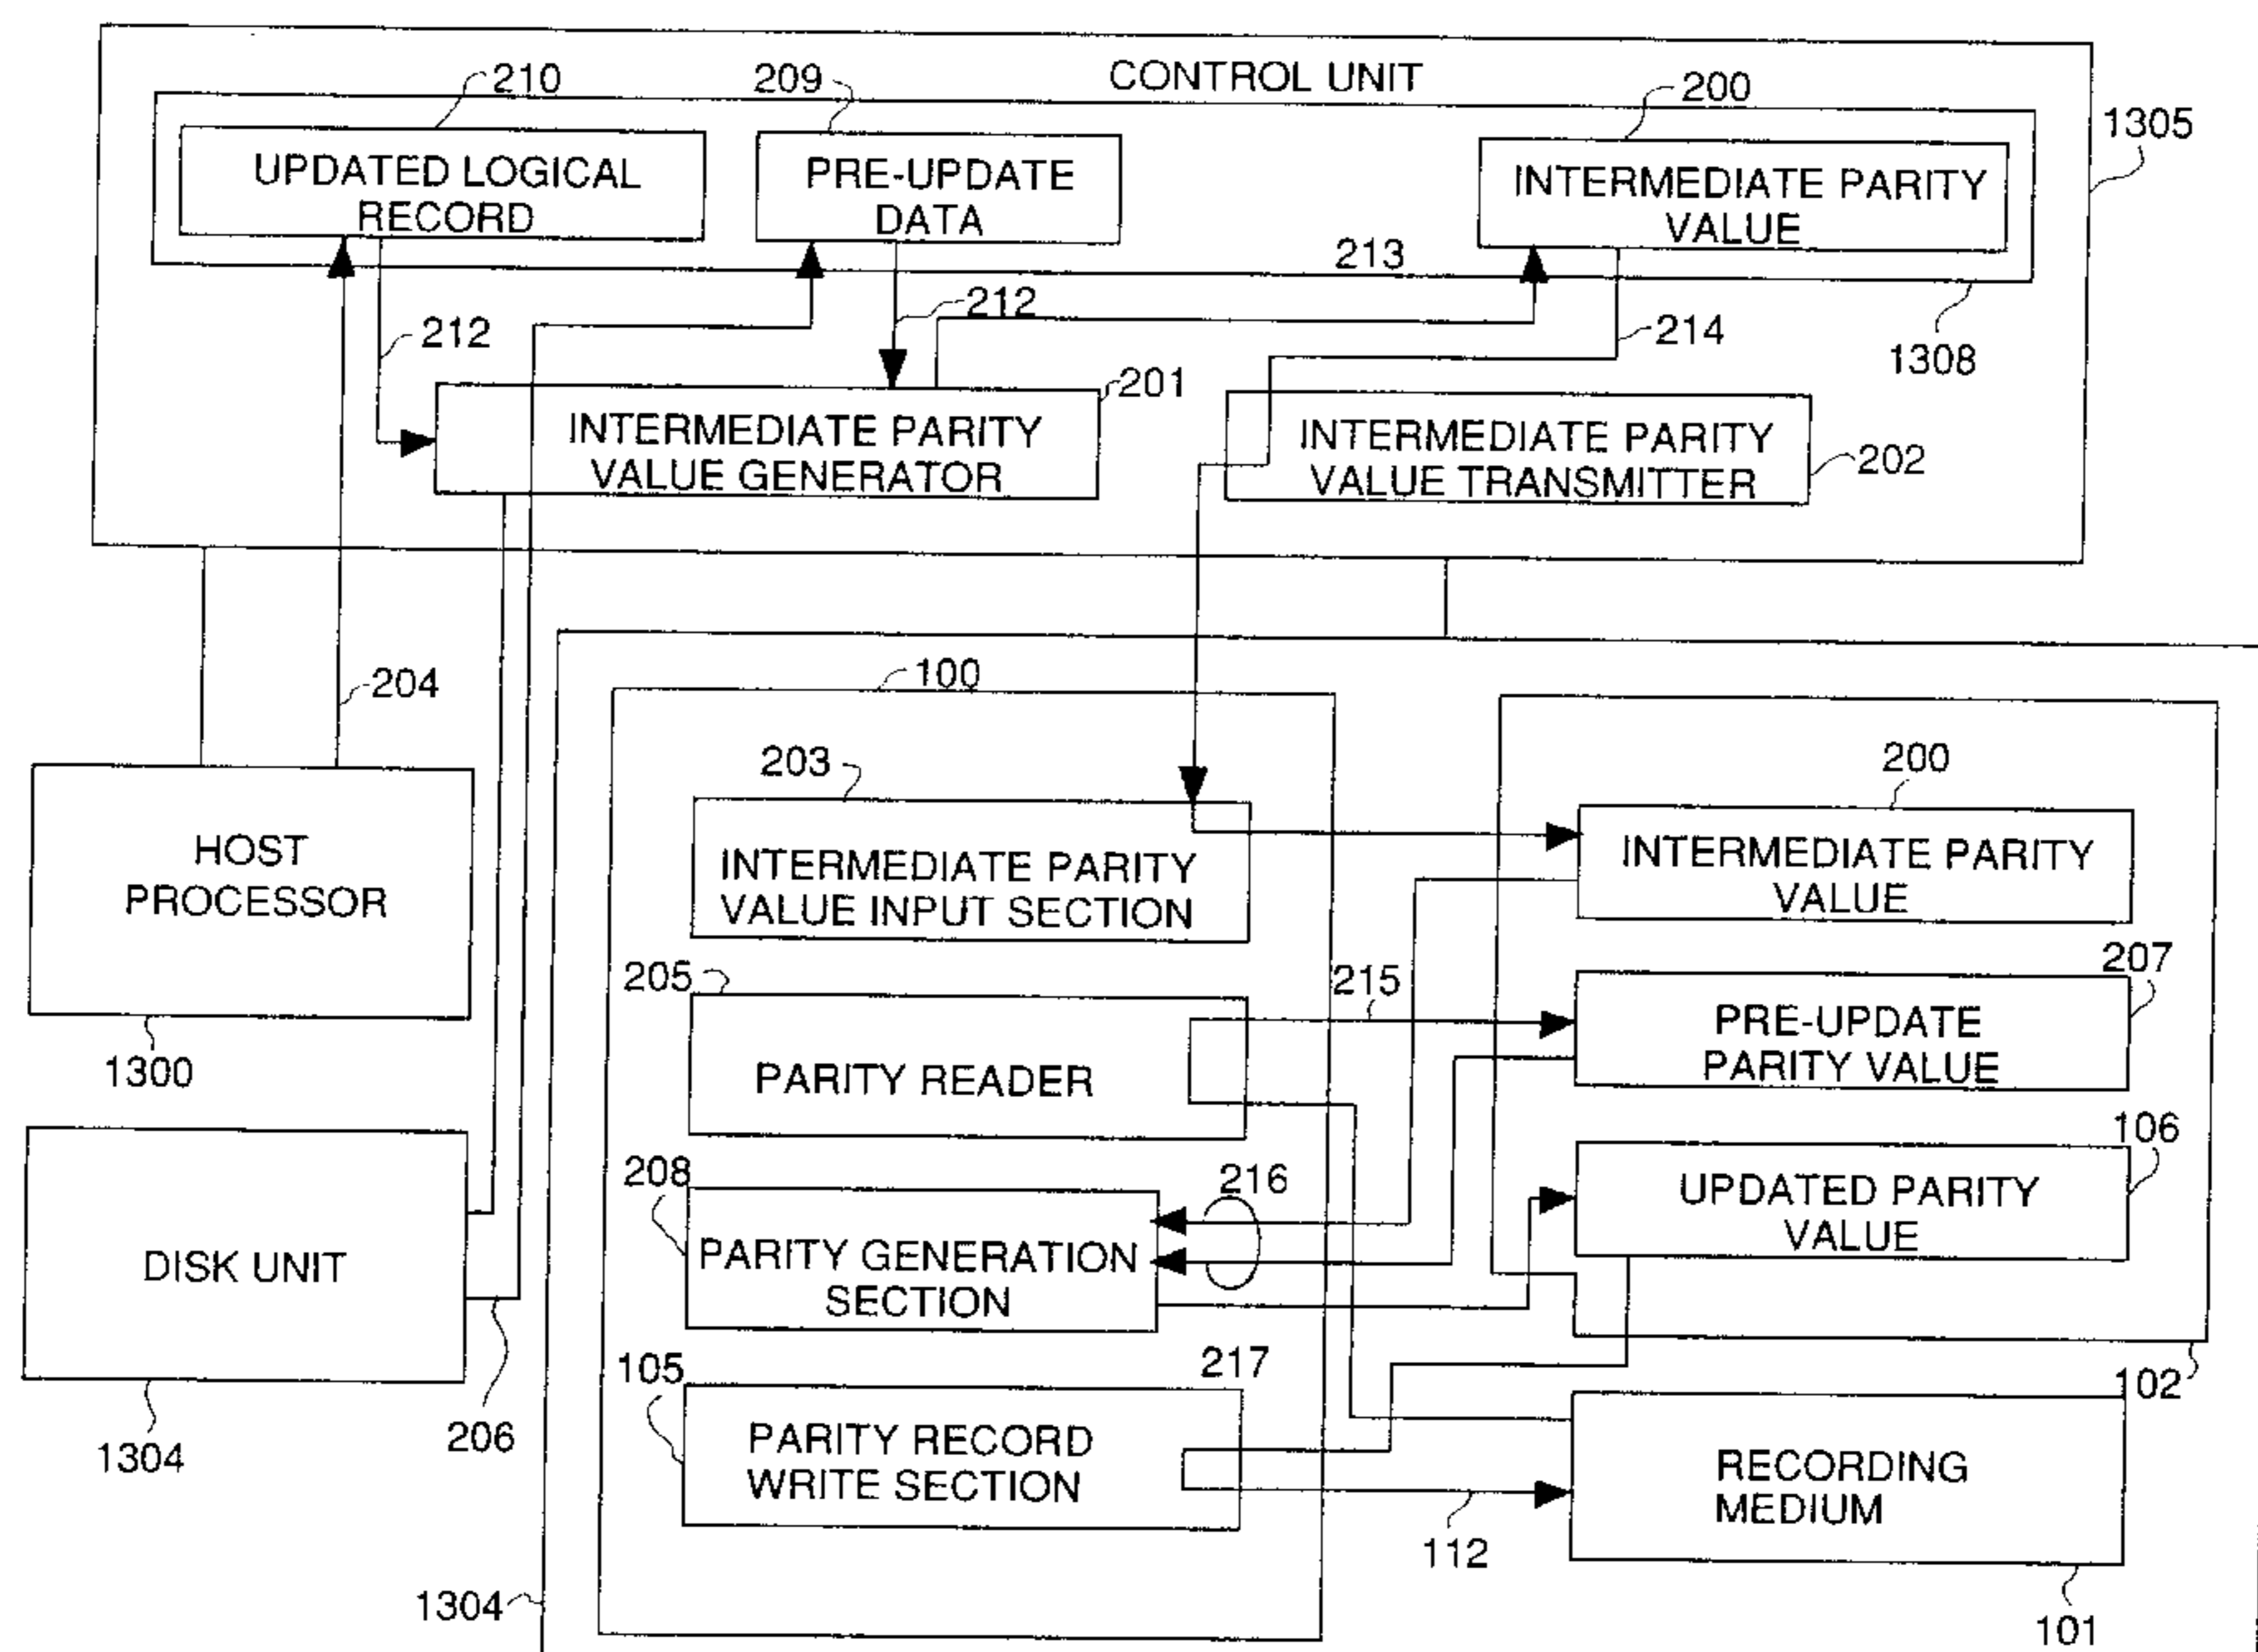 CONTROL UNIT
210
209
200
1305
UPDATED LOGICAL
RECORD
PRE-UPDATE
DATA
INTERMEDIATE PARITY
VALUE
213
212
212
214
1308
201
INTERMEDIATE PARITY
VALUE GENERATOR
INTERMEDIATE PARITY
VALUE TRANSMITTER
202
204
100
203
200
HOST
PROCESSOR
INTERMEDIATE PARITY
VALUE INPUT SECTION
INTERMEDIATE PARITY
VALUE
205
215
207
1300
PARITY READER
PRE-UPDATE
PARITY VALUE
106
208
216
DISK UNIT
PARITY GENERATION
SECTION
UPDATED PARITY
VALUE
105
217
102
1304
206
PARITY RECORD
WRITE SECTION
RECORDING
MEDIUM
112
1304
101